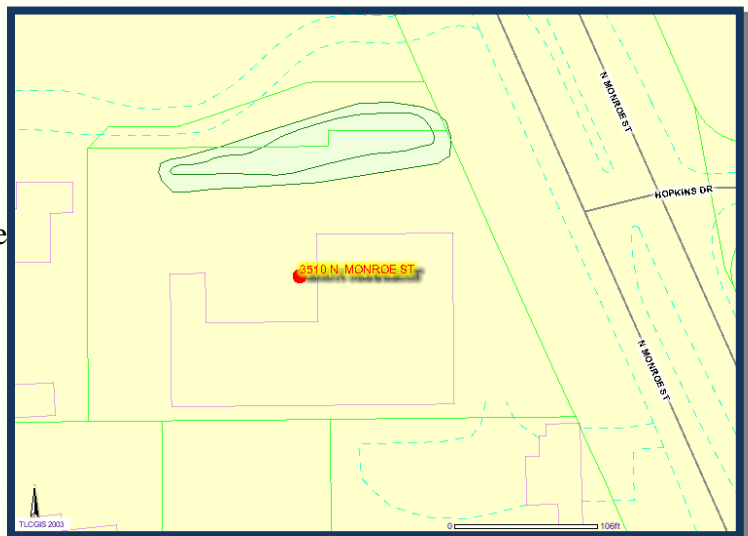 N MONROE ST
HOPKINS DR
e
3510 N MONROE ST
N MONROE ST
TLCGIS 2003
0 106ft